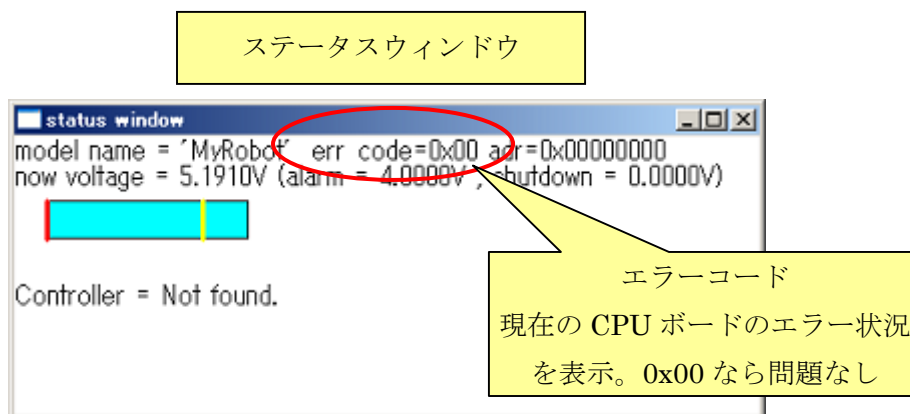 ステータスウィンドウ
status window
model name = 'MyRobot' err code=0x00 adr=0x00000000
now voltage = 5.1910V (alarm = 4.0000V , shutdown = 0.0000V)
Controller = Not found.
エラーコード
現在の CPU ボードのエラー状況
を表示。0x00 なら問題なし